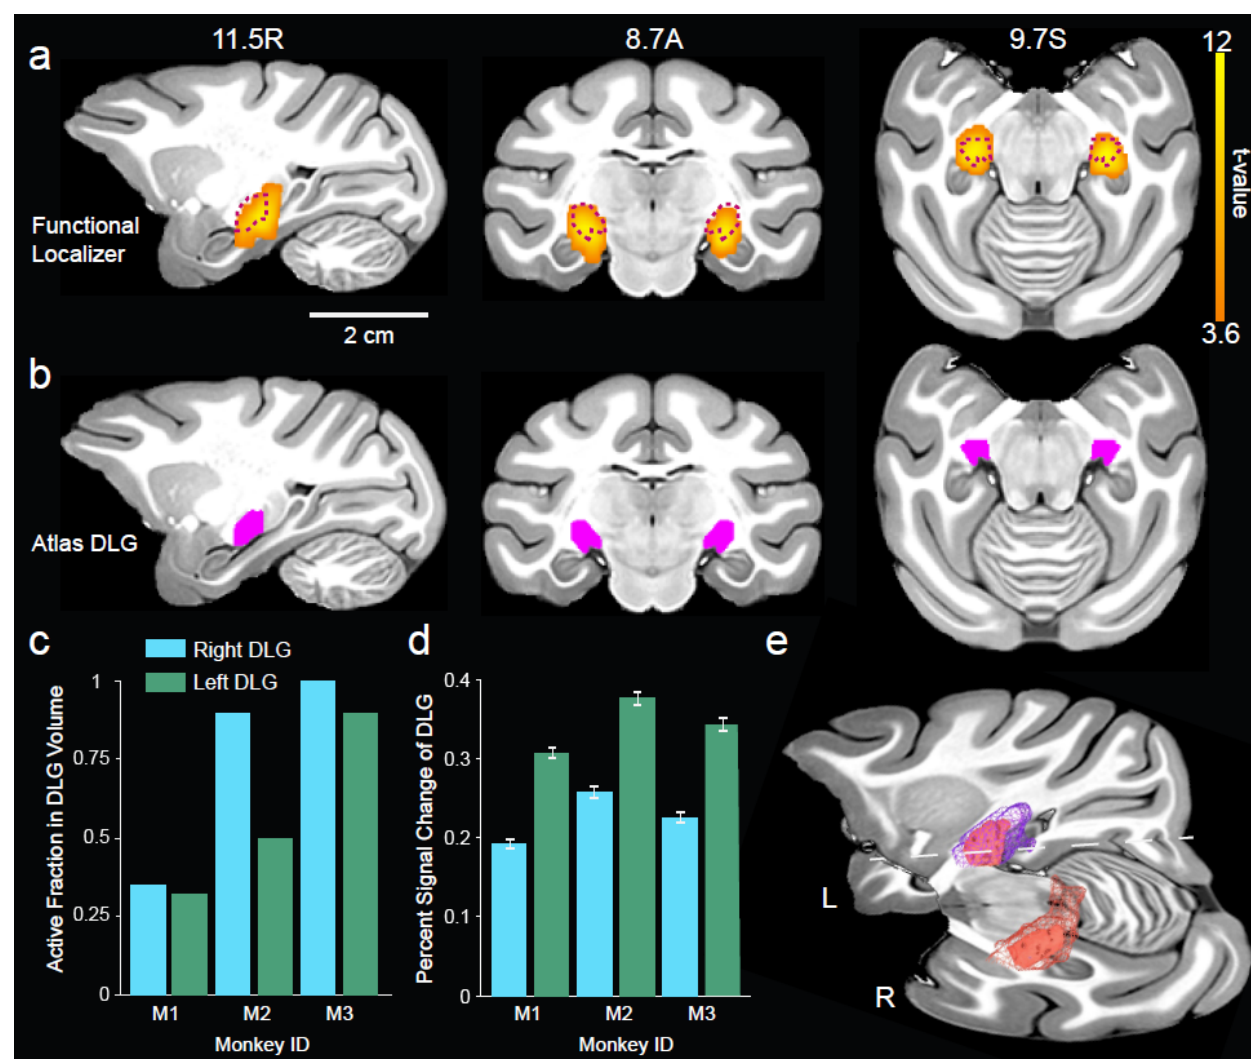 11.5R
8.7A
9.7S
12
a
t-value
Functional
Localizer
2 cm
3.6
b
Atlas DLG
c
Right DLG
Left DLG
d
e
Active Fraction in DLG Volume
1
0.75
0.5
0.25
0
M1
M2
M3
Monkey ID
Percent Signal Change of DLG
0.4
0.3
0.2
0.1
0
M1
M2
M3
Monkey ID
L
R